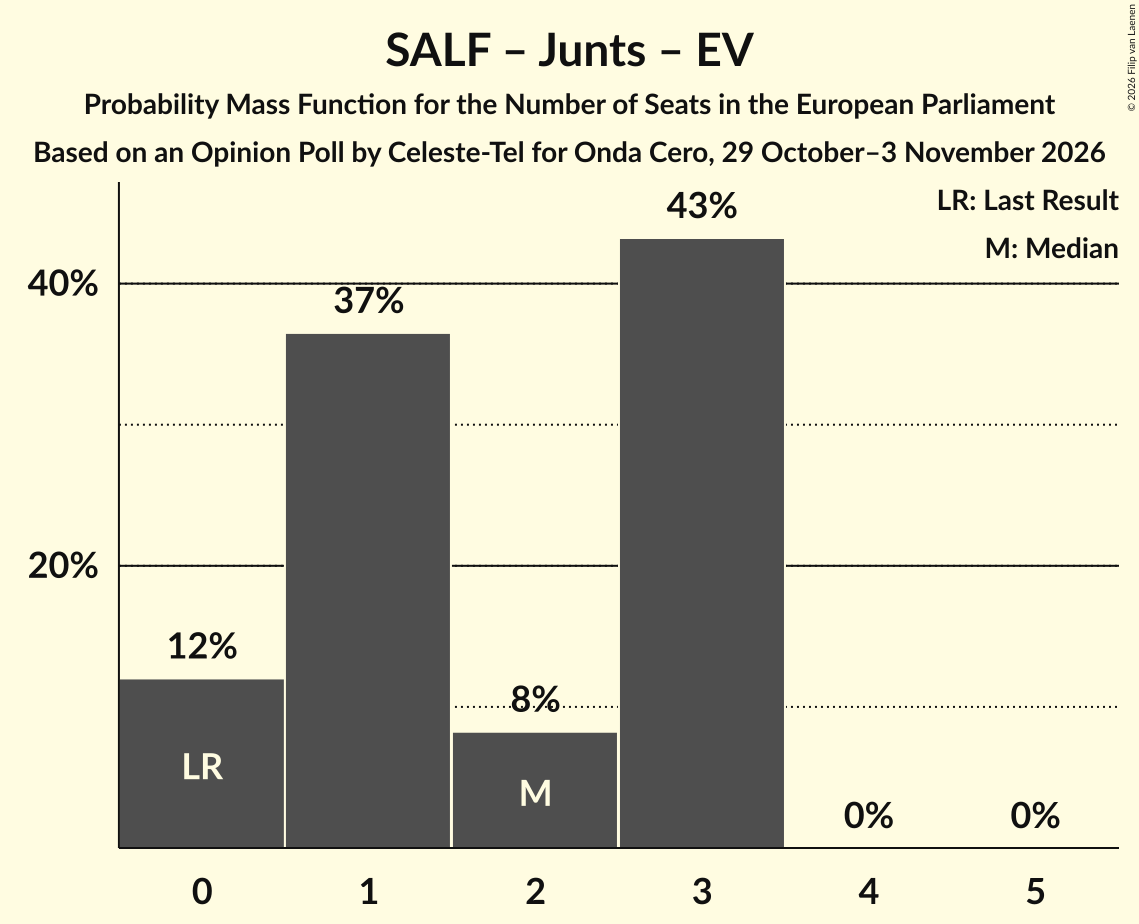 SALF – Junts – EV
Probability Mass Function for the Number of Seats in the European Parliament
Based on an Opinion Poll by Celeste-Tel for Onda Cero, 29 October–3 November 2026
© 2026 Filip van Laenen
LR: Last Result
M: Median
43%
40%
37%
20%
12%
8%
LR
M
0%
0%
0
1
2
3
4
5